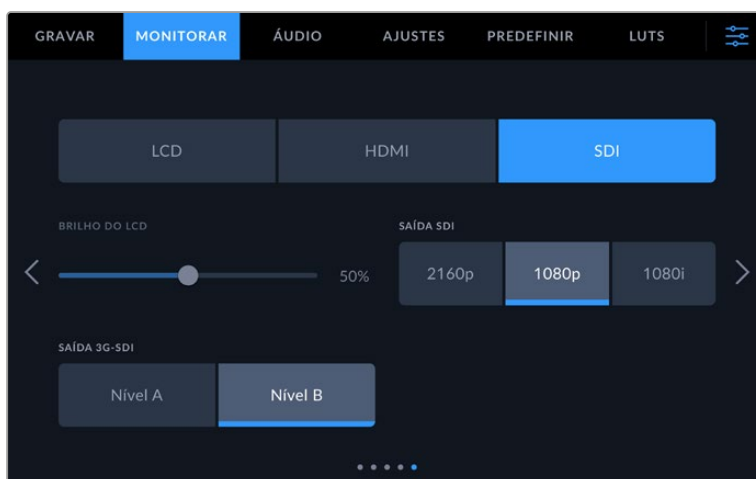 GRAVAR MONITORAR ÁUDIO AJUSTES PREDEFINIR LUTS
LCD HDMI SDI
BRILHO DO LCD SAÍDA SDI
50% 2160p 1080p 1080i
SAÍDA 3G-SDI
Nível A Nível B